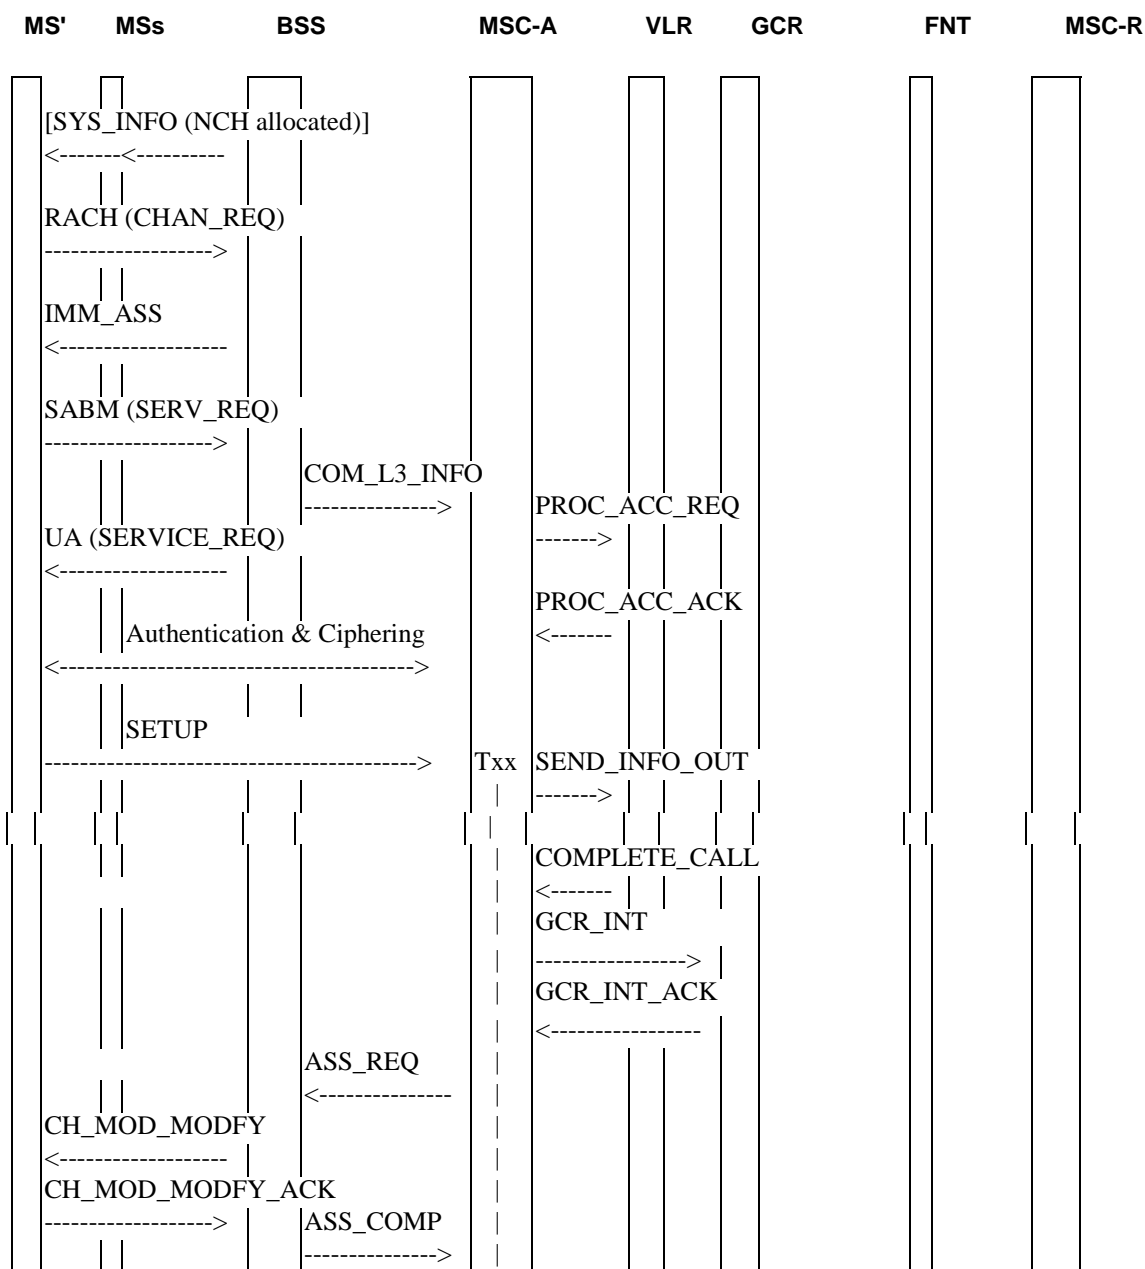 MS' MSs BSS MSC-A VLR GCR FNT MSC-R
[SYS_INFO (NCH allocated)]
<-------<----------
RACH (CHAN_REQ)
------------------->
IMM_ASS
<-------------------
SABM (SERV_REQ)
------------------->
COM_L3_INFO
---------------> PROC_ACC_REQ
UA (SERVICE_REQ) ------->
<-------------------
PROC_ACC_ACK
Authentication & Ciphering <-------
<---------------------------------------->
SETUP
------------------------------------------> Txx SEND_INFO_OUT
| ------->
|
| COMPLETE_CALL
| <-------
| GCR_INT
| ----------------->
| GCR_INT_ACK
| <-----------------
ASS_REQ |
<--------------- |
CH_MOD_MODFY |
<------------------- |
CH_MOD_MODFY_ACK |
-------------------> ASS_COMP |
---------------> |